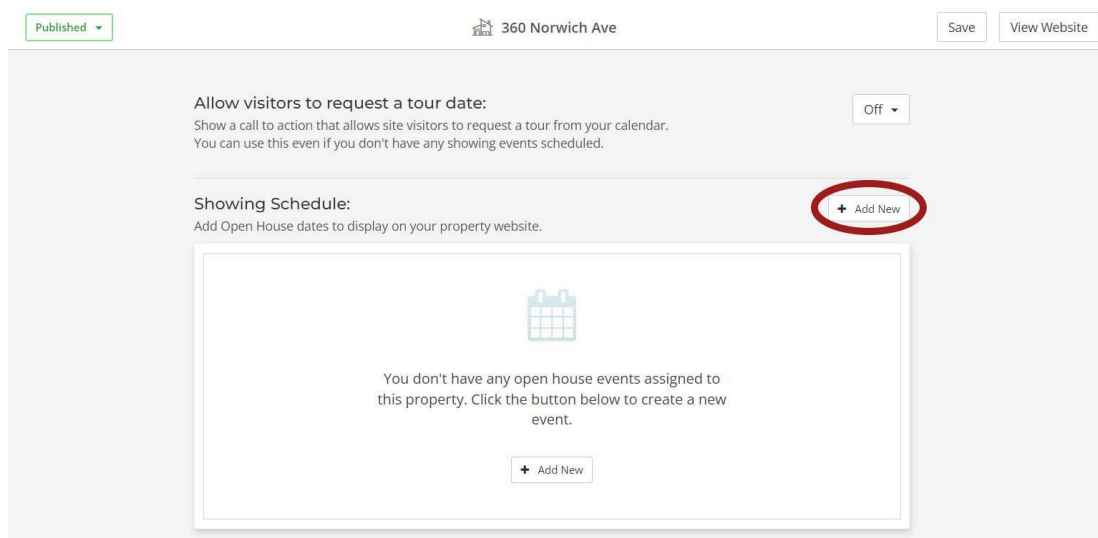 Published
360 Norwich Ave
Save
View Website
Allow visitors to request a tour date:
Off
Show a call to action that allows site visitors to request a tour from your calendar.
You can use this even if you don't have any showing events scheduled.
Showing Schedule:
+ Add New
Add Open House dates to display on your property website.
You don't have any open house events assigned to
this property. Click the button below to create a new
event.
+ Add New